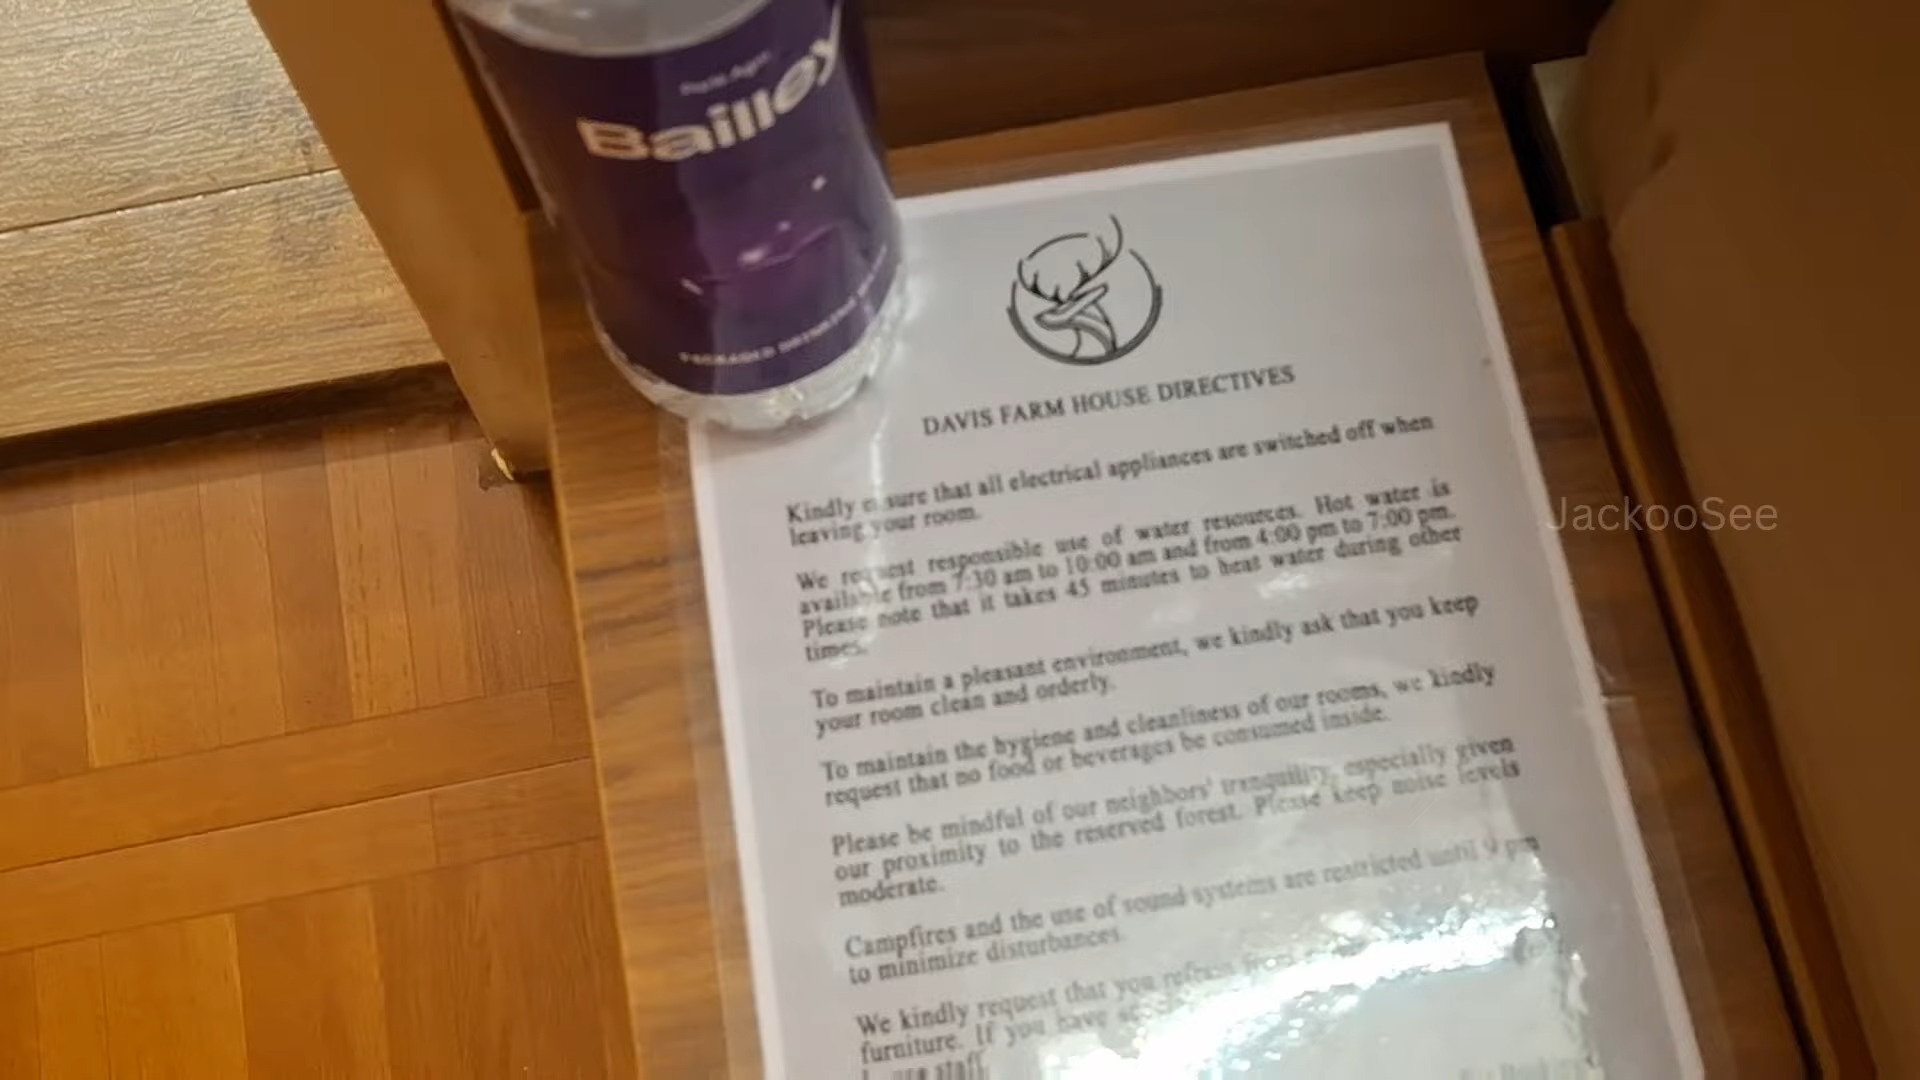 Bailley
PACKAGED DRINKING
DAVIS FARM HOUSE DIRECTIVES
Kindly ensure that all electrical appliances are switched off when
leaving your room.
We request responsible use of water resources. Hot water is
available from 7:30 am to 10:00 am and from 4:00 pm to 7:00 pm.
Please note that it takes 45 minutes to heat water during other
times.
To maintain a pleasant environment, we kindly ask that you keep
your room clean and orderly.
To maintain the hygiene and cleanliness of our rooms, we kindly
request that no food or beverages be consumed inside.
Please be mindful of our neighbors' tranquility, especially given
our proximity to the reserved forest. Please keep noise levels
moderate.
Campfires and the use of sound systems are restricted until 9 pm
to minimize disturbances.
We kindly request that you refrain from
furniture. If you have
staff
JackooSee